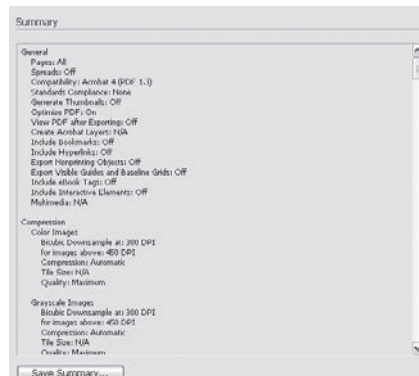 Summary
General
Pages: All
Spreads: Off
Compatibility: Acrobat 4 (PDF 1.3)
Standards Compliance: None
Generate Thumbnails: Off
Optimize PDF: On
View PDF after Exporting: Off
Create Acrobat Layers: N/A
Include Bookmarks: Off
Include Hyperlinks: Off
Export Nonprinting Objects: Off
Export Visible Guides and Baseline Grids: Off
Include eBook Tags: Off
Include Interactive Elements: Off
Multimedia: N/A
Compression
Color Images
Bicubic Downsample at: 300 DPI
for images above: 450 DPI
Compression: Automatic
Tile Size: N/A
Quality: Maximum
Grayscale Images
Bicubic Downsample at: 300 DPI
for images above: 450 DPI
Compression: Automatic
Tile Size: N/A
Quality: Maximum
Save Summary...